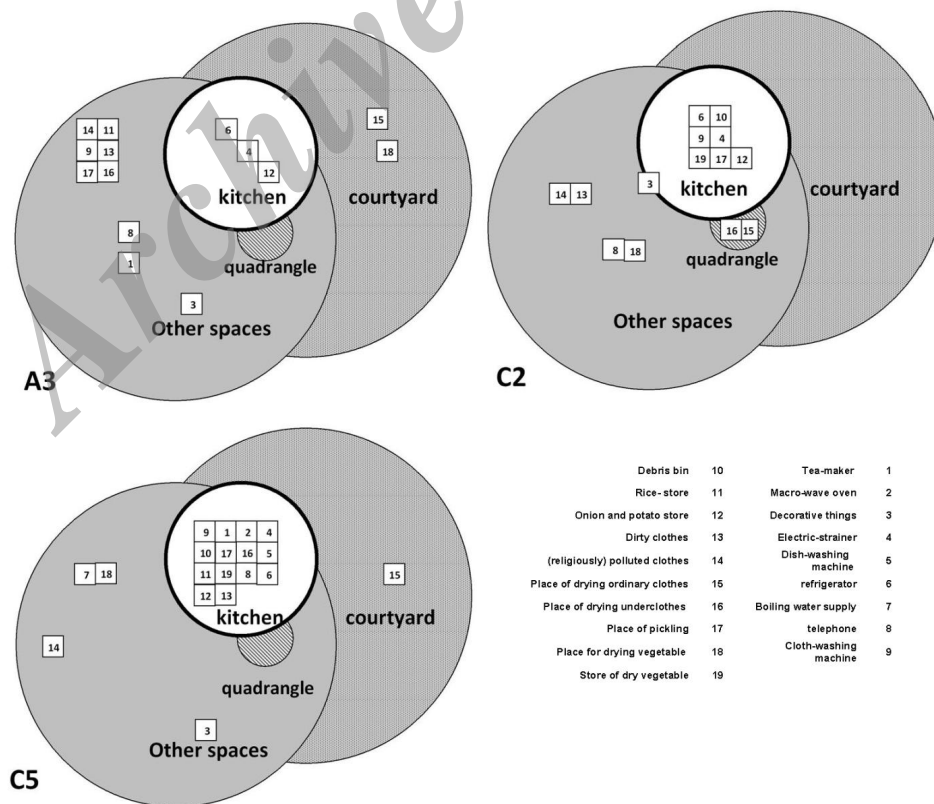 Archive
14 11
9 13
17 16
8
1
3
6
4
12
15
18
kitchen
courtyard
quadrangle
Other spaces
A3
6 10
9 4
19 17 12
3
14 13
16 15
8 18
kitchen
courtyard
quadrangle
Other spaces
C2
9 1 2 4
10 17 16 5
11 19 8 6
12 13
7 18
14
15
3
kitchen
courtyard
quadrangle
Other spaces
C5
Debris bin 10 Tea-maker 1
Rice- store 11 Macro-wave oven 2
Onion and potato store 12 Decorative things 3
Dirty clothes 13 Electric-strainer 4
(religiously) polluted clothes 14 Dish-washing machine 5
Place of drying ordinary clothes 15 refrigerator 6
Place of drying underclothes 16 Boiling water supply 7
Place of pickling 17 telephone 8
Place for drying vegetable 18 Cloth-washing machine 9
Store of dry vegetable 19